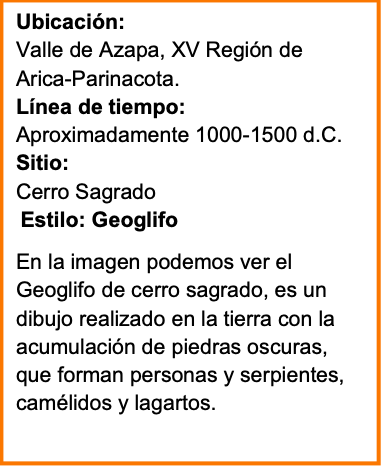 Ubicación:
Valle de Azapa, XV Región de
Arica-Parinacota.
Línea de tiempo:
Aproximadamente 1000-1500 d.C.
Sitio:
Cerro Sagrado
Estilo: Geoglifo
En la imagen podemos ver el
Geoglifo de cerro sagrado, es un
dibujo realizado en la tierra con la
acumulación de piedras oscuras,
que forman personas y serpientes,
camélidos y lagartos.